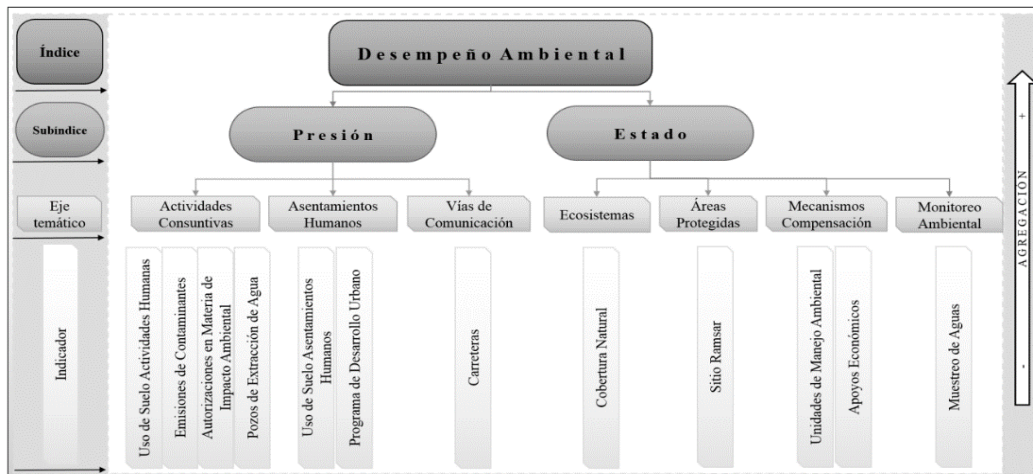 Índice
Desempeño Ambiental
Subíndice
Presión
Estado
Eje
temático
Actividades
Consuntivas
Asentamientos
Humanos
Vías de
Comunicación
Ecosistemas
Áreas
Protegidas
Mecanismos
Compensación
Monitoreo
Ambiental
Indicador
Uso de Suelo Actividades Humanas
Emisiones de Contaminantes
Autorizaciones en Materia de
Impacto Ambiental
Pozos de Extracción de Agua
Uso de Suelo Asentamientos
Humanos
Programa de Desarrollo Urbano
Carreteras
Cobertura Natural
Sitio Ramsar
Unidades de Manejo Ambiental
Apoyos Económicos
Muestreo de Aguas
+
AGREGACIÓN
-